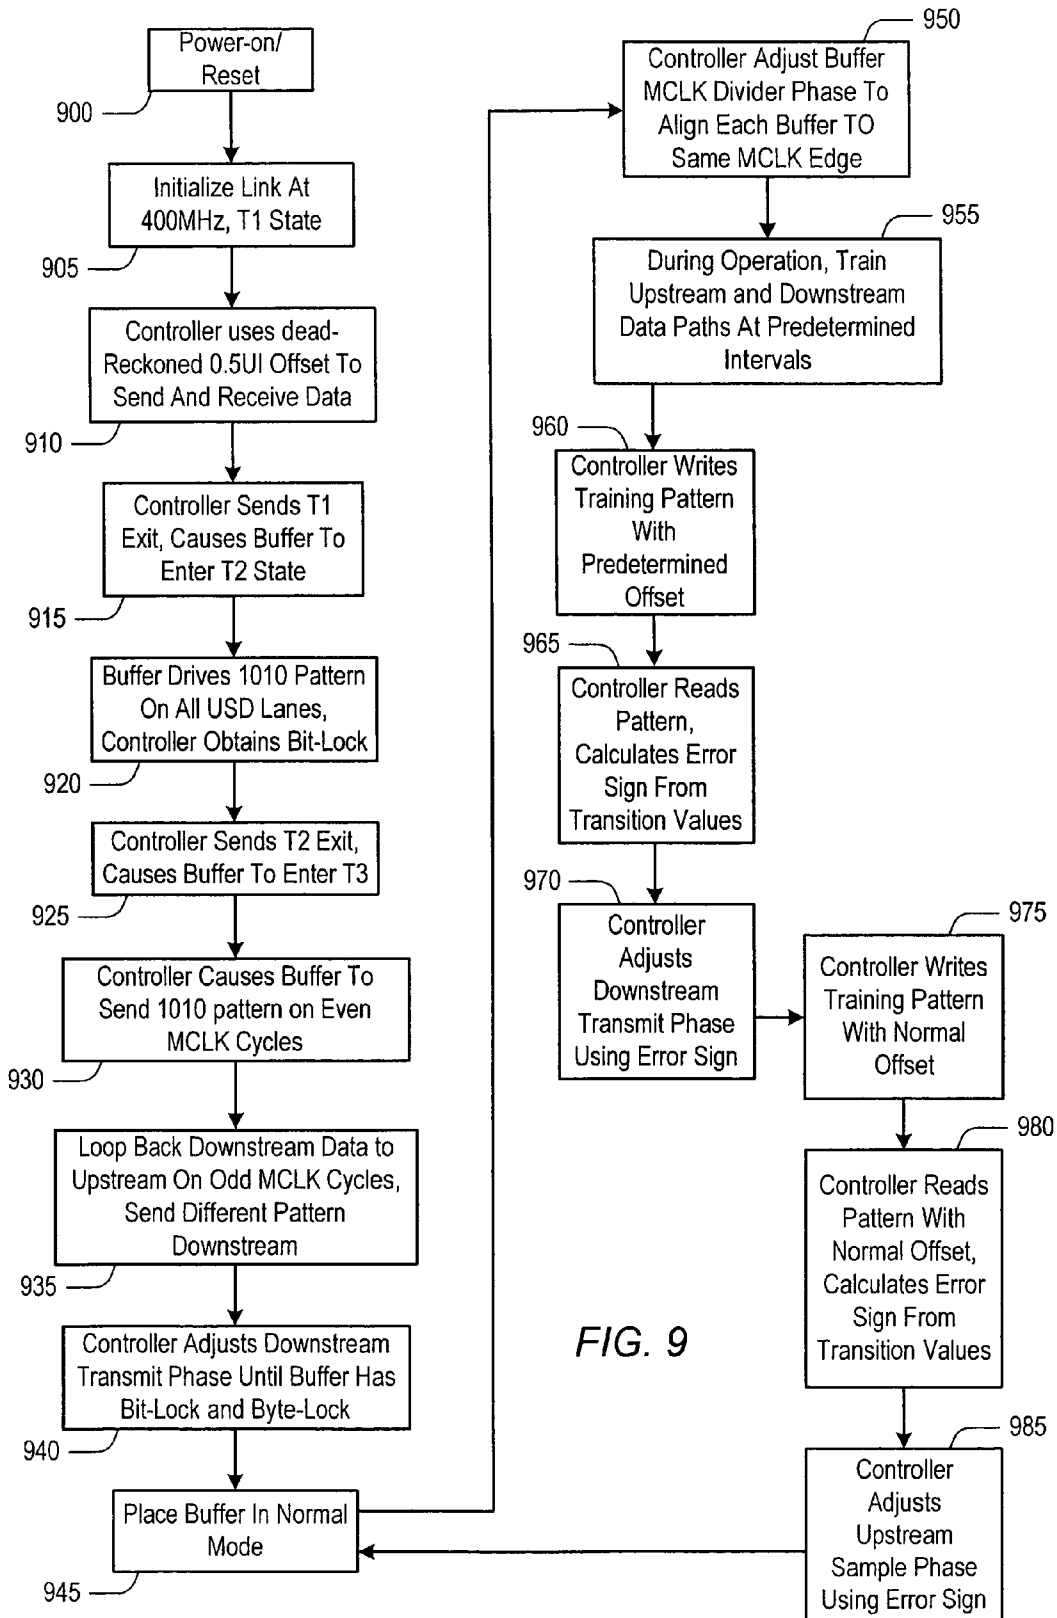 Power-on/
Reset
900
Initialize Link At
400MHz, T1 State
905
Controller uses dead-
Reckoned 0.5UI Offset To
Send And Receive Data
910
Controller Sends T1
Exit, Causes Buffer To
Enter T2 State
915
Buffer Drives 1010 Pattern
On All USD Lanes,
Controller Obtains Bit-Lock
920
Controller Sends T2 Exit,
Causes Buffer To Enter T3
925
Controller Causes Buffer To
Send 1010 pattern on Even
MCLK Cycles
930
Loop Back Downstream Data to
Upstream On Odd MCLK Cycles,
Send Different Pattern
Downstream
935
Controller Adjusts Downstream
Transmit Phase Until Buffer Has
Bit-Lock and Byte-Lock
940
Place Buffer In Normal
Mode
945
950
Controller Adjust Buffer
MCLK Divider Phase To
Align Each Buffer TO
Same MCLK Edge
955
During Operation, Train
Upstream and Downstream
Data Paths At Predetermined
Intervals
960
Controller Writes
Training Pattern
With
Predetermined
Offset
965
Controller Reads
Pattern,
Calculates Error
Sign From
Transition Values
970
Controller
Adjusts
Downstream
Transmit Phase
Using Error Sign
975
Controller Writes
Training Pattern
With Normal
Offset
980
Controller Reads
Pattern With
Normal Offset,
Calculates Error
Sign From
Transition Values
985
Controller
Adjusts
Upstream
Sample Phase
Using Error Sign
FIG. 9